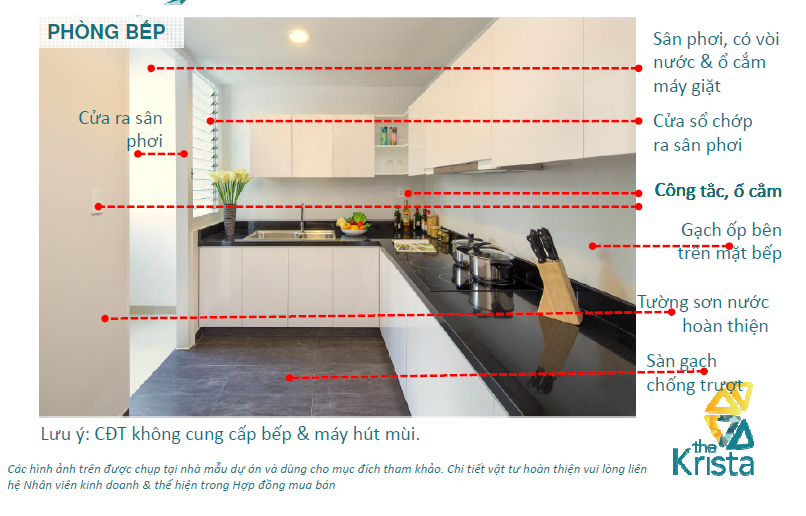 PHÒNG BẾP
Sân phơi, có vòi
nước & ổ cắm
máy giặt
Cửa ra sân
phơi
Cửa sổ chớp
ra sân phơi
Công tắc, ổ cắm
Gạch ốp bên
trên mặt bếp
Tường sơn nước
hoàn thiện
Sàn gạch
chống trượt
Lưu ý: CĐT không cung cấp bếp & máy hút mùi.
the
Krista
Các hình ảnh trên được chụp tại nhà mẫu dự án và dùng cho mục đích tham khảo. Chi tiết vật tư hoàn thiện vui lòng liên
hệ Nhân viên kinh doanh & thể hiện trong Hợp đồng mua bán